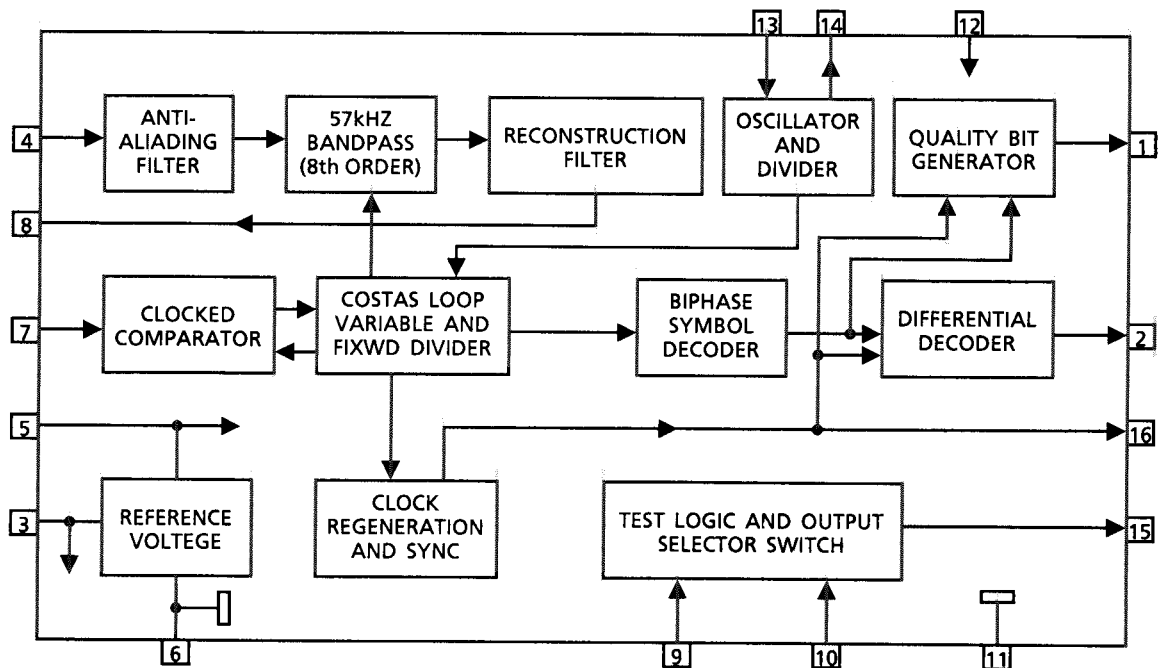 13
14
12
4
ANTI-
ALIADING
FILTER
57kHZ
BANDPASS
(8th ORDER)
RECONSTRUCTION
FILTER
OSCILLATOR
AND
DIVIDER
QUALITY BIT
GENERATOR
1
8
7
CLOCKED
COMPARATOR
COSTAS LOOP
VARIABLE AND
FIXWD DIVIDER
BIPHASE
SYMBOL
DECODER
DIFFERENTIAL
DECODER
2
5
16
3
REFERENCE
VOLTEGE
CLOCK
REGENERATION
AND SYNC
TEST LOGIC AND OUTPUT
SELECTOR SWITCH
15
6
9
10
11